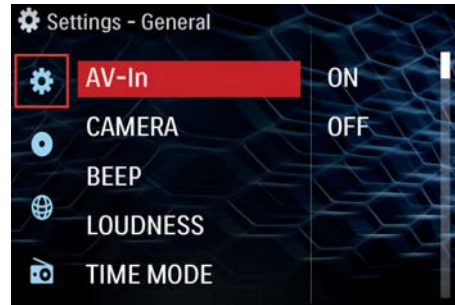 Settings - General
AV-In ON
CAMERA OFF
BEEP
LOUDNESS
TIME MODE